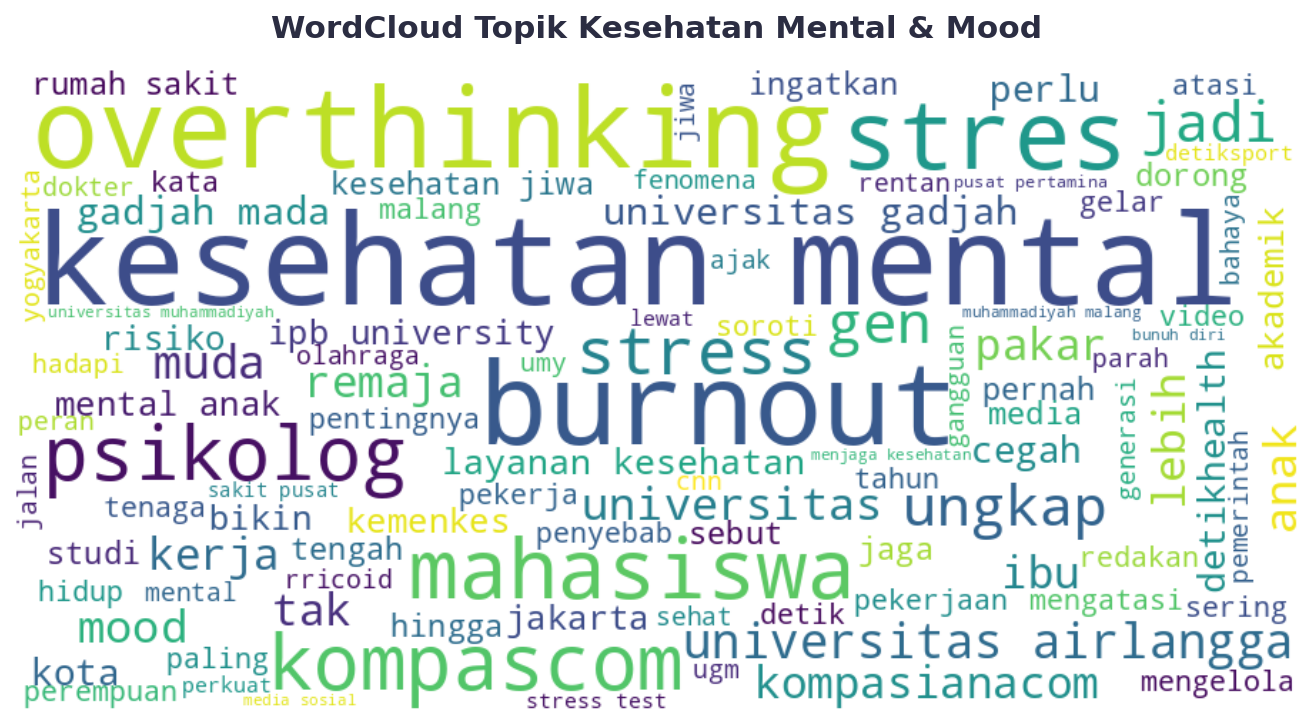 WordCloud Topik Kesehatan Mental & Mood
rumah sakit
overthinking
jiwa
ingatkan
stres
perlu
atasi
jadi
detiksport
yogyakarta
dokter
kata
kesehatan jiwa
fenomena
rentan
pusat pertamina
dorong
gadjah mada
malang
universitas gadjah
gelar
bahaya
akademik
kesehatan mental
ajak
universitas muhammadiyah
risiko
ipb university
lewat
soroti
gen
muhammadiyah malang
video
bunuh diri
hadapi
muda
olahraga
umy
stress
gangguan
pakar
parah
remaja
burnout
pernah
mental anak
pentingnya
media
generasi
lebih
detikhealth
peran
psikolog
layanan kesehatan
menjaga kesehatan
cegah
anak
jalan
sakit pusat
cnn
tahun
pemerintah
tenaga
bikin
pekerja
universitas
ungkap
kemenkes
penyebab
sebut
studi
kerja
tengah
mahasiswa
jaga
redakan
rricoid
ibu
hidup
mental
tak
pekerjaan
mengatasi
sering
mood
hingga
jakarta
sehat
detik
universitas airlangga
kota
paling
kompascom
ugm
kompasianacom
mengelola
perempuan
perkuat
media sosial
stress test